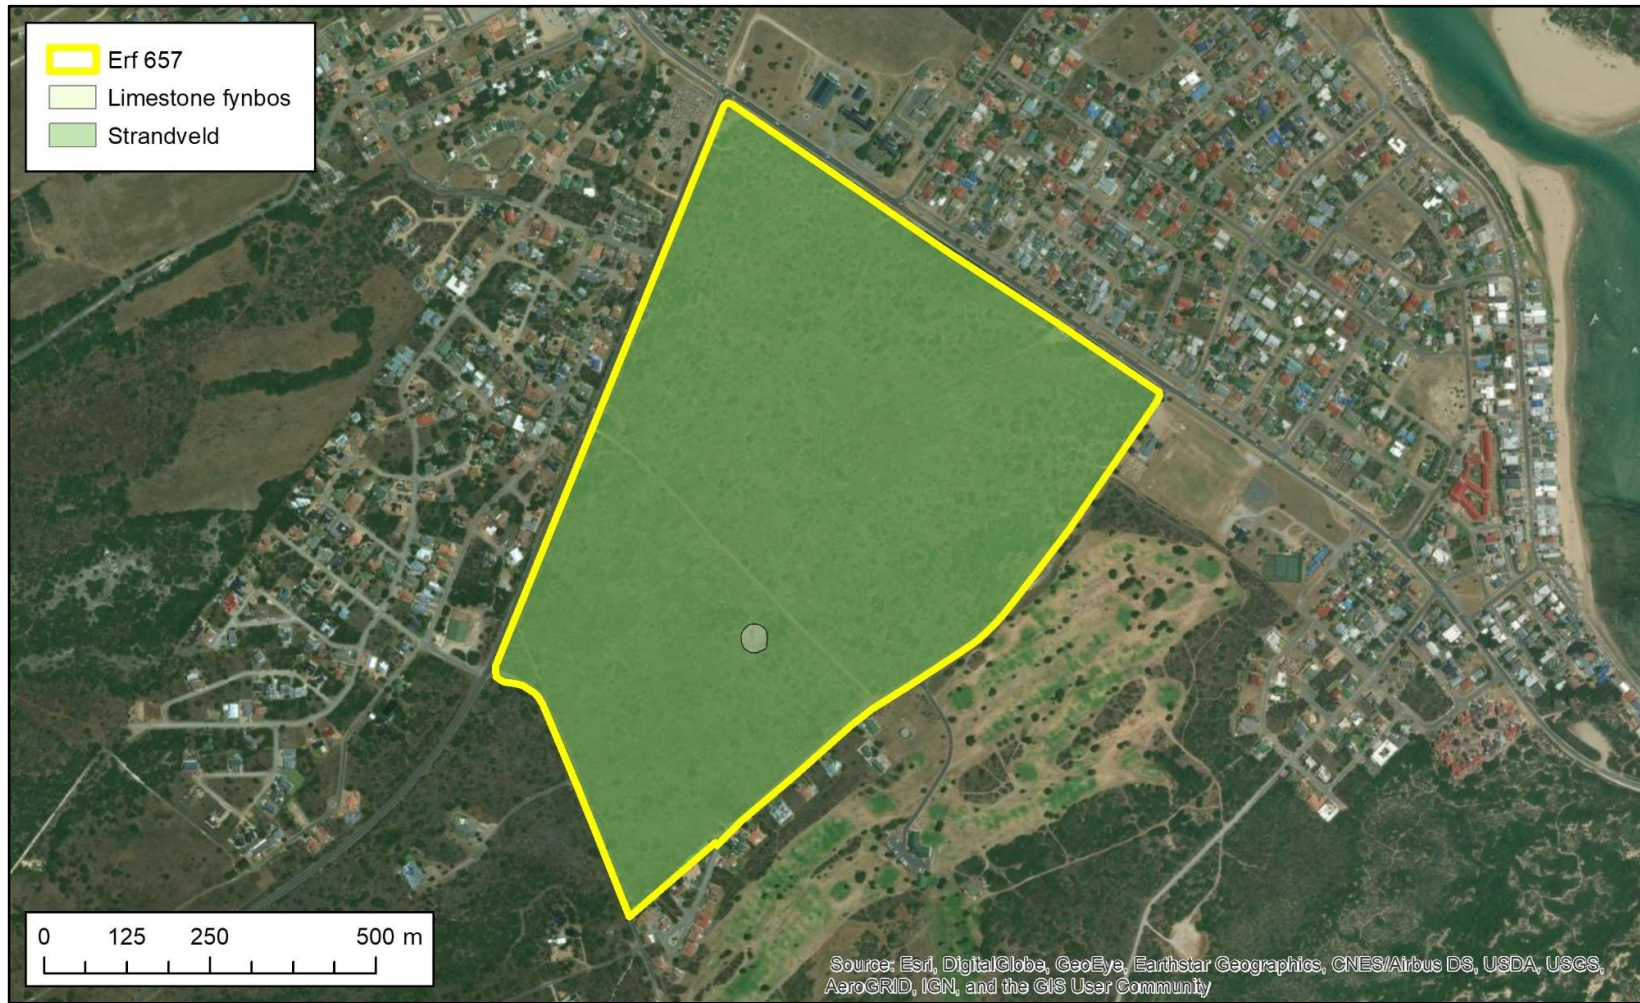 Erf 657
Limestone fynbos
Strandveld
0 125 250 500 m
Source: Esri, DigitalGlobe, GeoEye, Earthstar Geographics, CNES/Airbus DS, USDA, USGS,
AeroGRID, IGN, and the GIS User Community